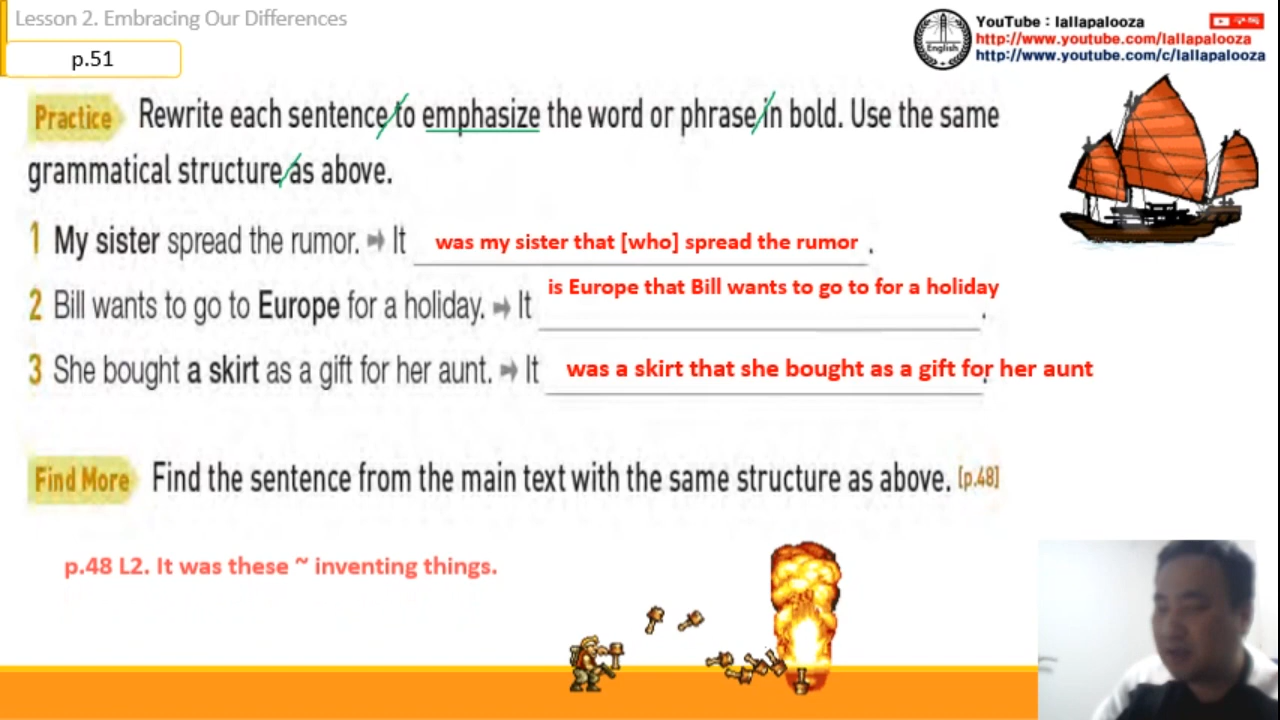 Lesson 2. Embracing Our Differences
p.51
English
YouTube : lallapalooza
http://www.youtube.com/lallapalooza
http://www.youtube.com/c/lallapalooza
Practice Rewrite each sentence to emphasize the word or phrase in bold. Use the same
grammatical structure as above.
1 My sister spread the rumor. → It was my sister that [who] spread the rumor .
2 Bill wants to go to Europe for a holiday. → It is Europe that Bill wants to go to for a holiday .
3 She bought a skirt as a gift for her aunt. → It was a skirt that she bought as a gift for her aunt .
Find More Find the sentence from the main text with the same structure as above. [p.48]
p.48 L2. It was these ~ inventing things.